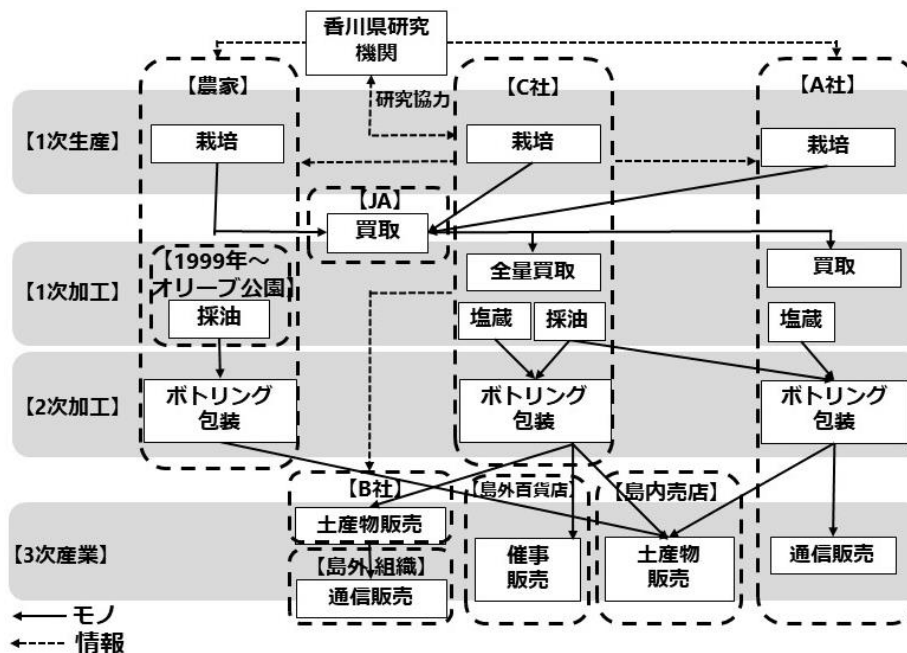 香川県研究
機関
【農家】
【C社】
【A社】
研究協力
【1次生産】
栽培
栽培
栽培
【JA】
買取
【1次加工】
【1999年～
オリーブ公園】
採油
全量買取
塩蔵
採油
買取
塩蔵
【2次加工】
ボトリング
包装
ボトリング
包装
ボトリング
包装
【B社】
【島外百貨店】
【島内売店】
【3次産業】
土産物販売
【島外 組織】
通信販売
催事
販売
土産物
販売
通信販売
モノ
情報